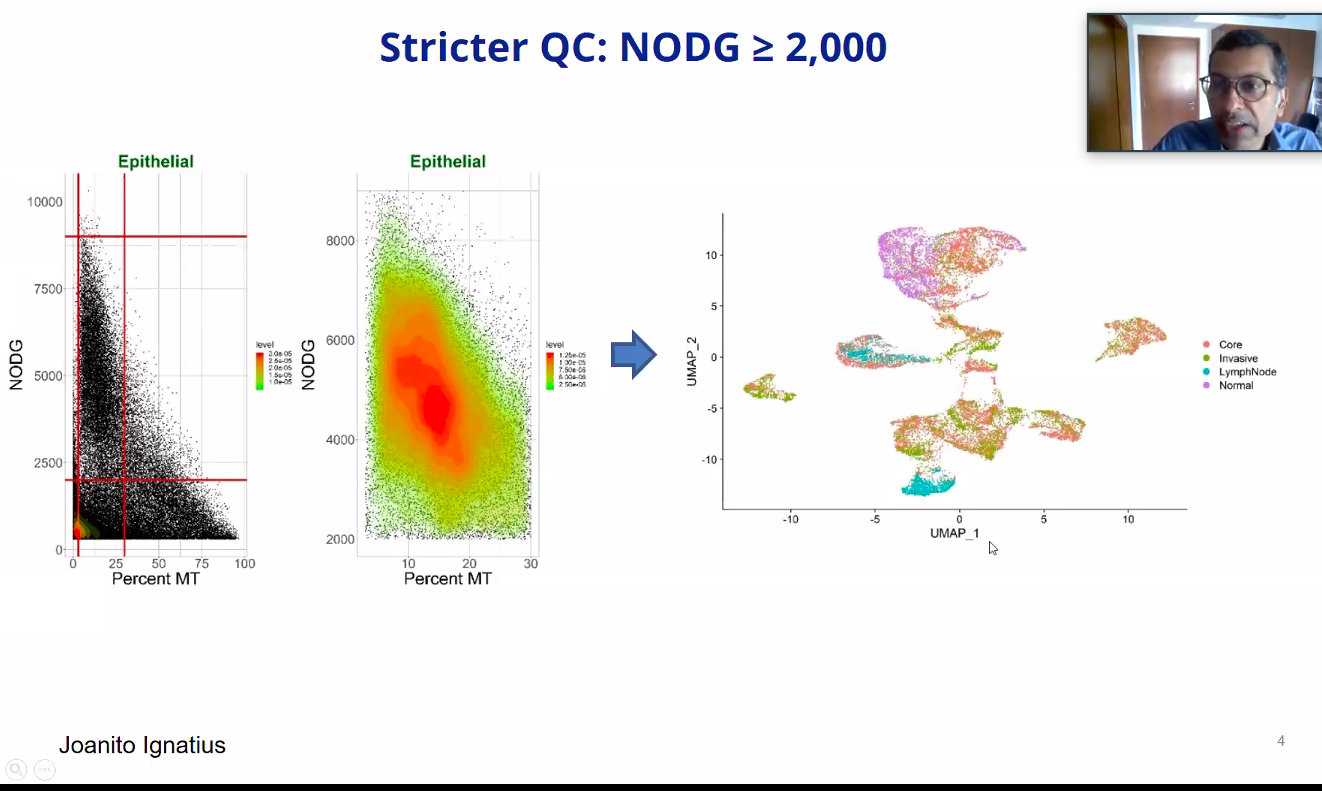 Stricter QC: NODG ≥ 2,000
Epithelial
10000
7500
5000
2500
0
NODG
0 25 50 75 100
Percent MT
level
3.0e-05
2.5e-05
2.0e-05
1.5e-05
1.0e-05
Epithelial
8000
6000
4000
2000
NODG
10 20 30
Percent MT
level
1.25e-05
1.00e-05
7.50e-06
5.00e-06
2.50e-06
10
5
0
-5
-10
UMAP_2
-10 -5 0 5 10
UMAP_1
Core
Invasive
LymphNode
Normal
Joanito Ignatius
4